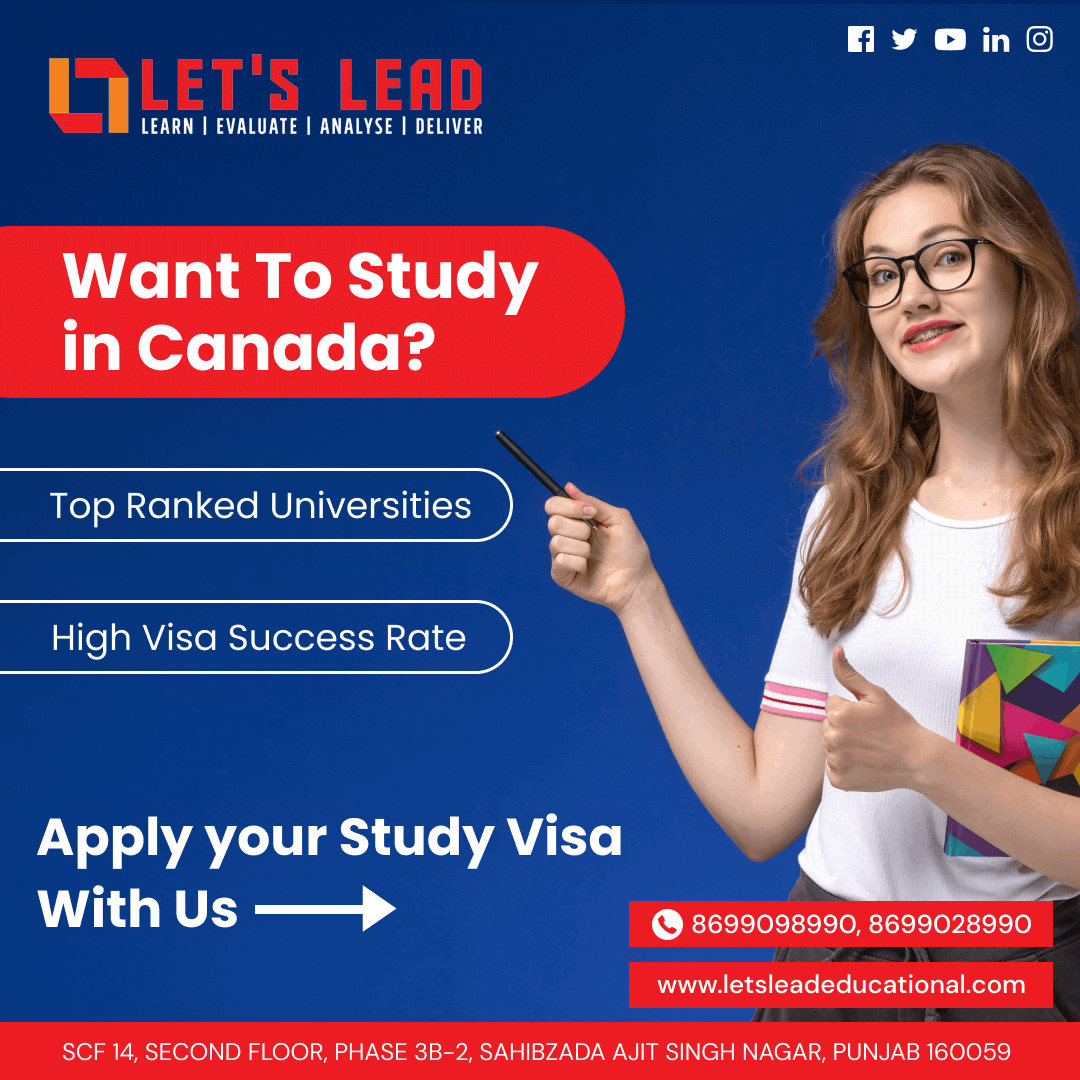 LET'S LEAD
LEARN | EVALUATE | ANALYSE | DELIVER
Want To Study
in Canada?
Top Ranked Universities
High Visa Success Rate
Apply your Study Visa
With Us
8699098990, 8699028990
www.letsleadeducational.com
SCF 14, SECOND FLOOR, PHASE 3B-2, SAHIBZADA AJIT SINGH NAGAR, PUNJAB 160059